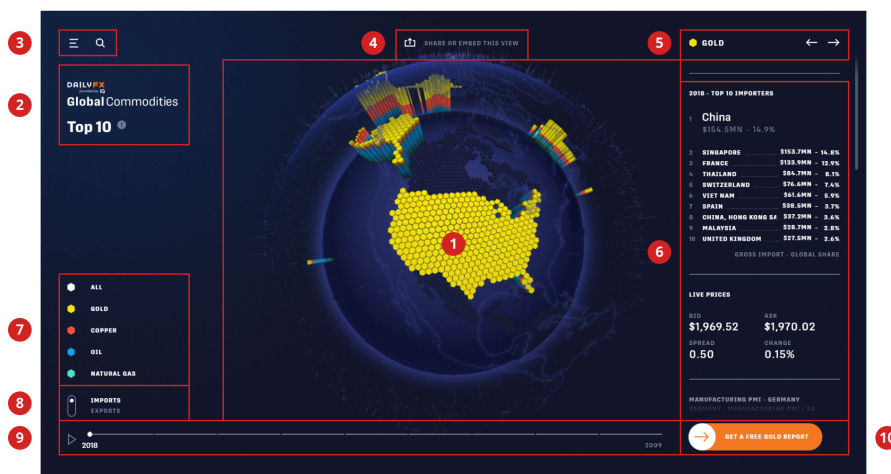 3
4
SHARE OR EMBED THIS VIEW
5
GOLD
2
DAILYFX
provided by IG
Global Commodities
Top 10
2018 - TOP 10 IMPORTERS
1 China
$154.5MN - 14.9%
2 SINGAPORE $153.7MN - 14.8%
3 FRANCE $133.9MN - 12.9%
4 THAILAND $84.7MN - 8.1%
5 SWITZERLAND $76.6MN - 7.4%
6 VIET NAM $61.6MN - 5.9%
7 SPAIN $38.5MN - 3.7%
8 CHINA, HONG KONG SA $37.2MN - 3.6%
9 MALAYSIA $28.7MN - 2.8%
10 UNITED KINGDOM $27.5MN - 2.6%
GROSS IMPORT - GLOBAL SHARE
1
6
LIVE PRICES
BID ASK
$1,969.52 $1,970.02
SPREAD CHANGE
0.50 0.15%
MANUFACTURING PMI - GERMANY
GERMANY - MANUFACTURING PMI / SA
7
ALL
GOLD
COPPER
OIL
NATURAL GAS
8
IMPORTS
EXPORTS
9
2018 2009
GET A FREE GOLD REPORT
10